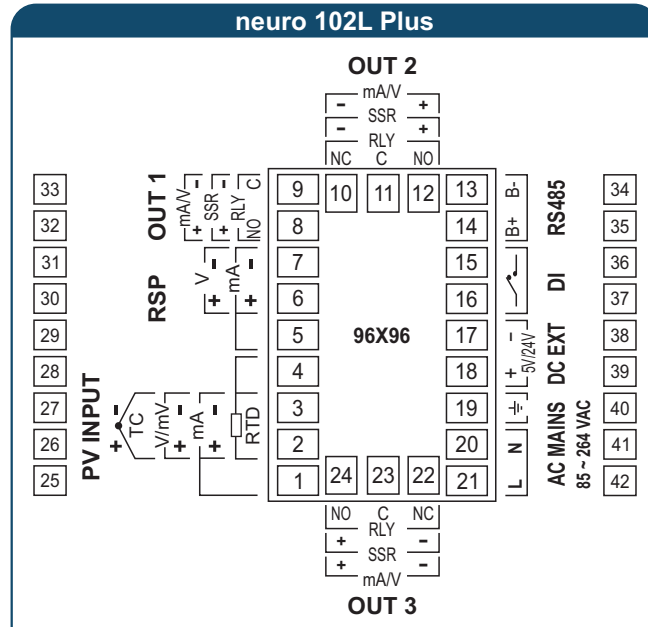 neuro 102L Plus
OUT 2
- mA/V +
- SSR +
RLY
NC C NO
33 32 31 30 29 28 27 26 25
OUT 1
mA/V + -
SSR + -
RLY NO C
RSP
V + -
mA + -
PV INPUT
TC + -
V/mV + -
mA + -
RTD
9 8 7 6 5 4 3 2 1
10 11 12
96X96
24 23 22
13 14 15 16 17 18 19 20 21
B- B+
RS485
DI
- + 5V/24V
DC EXT
L N
AC MAINS
85 ~ 264 VAC
34 35 36 37 38 39 40 41 42
NO C NC
RLY
+ SSR -
+ mA/V -
OUT 3